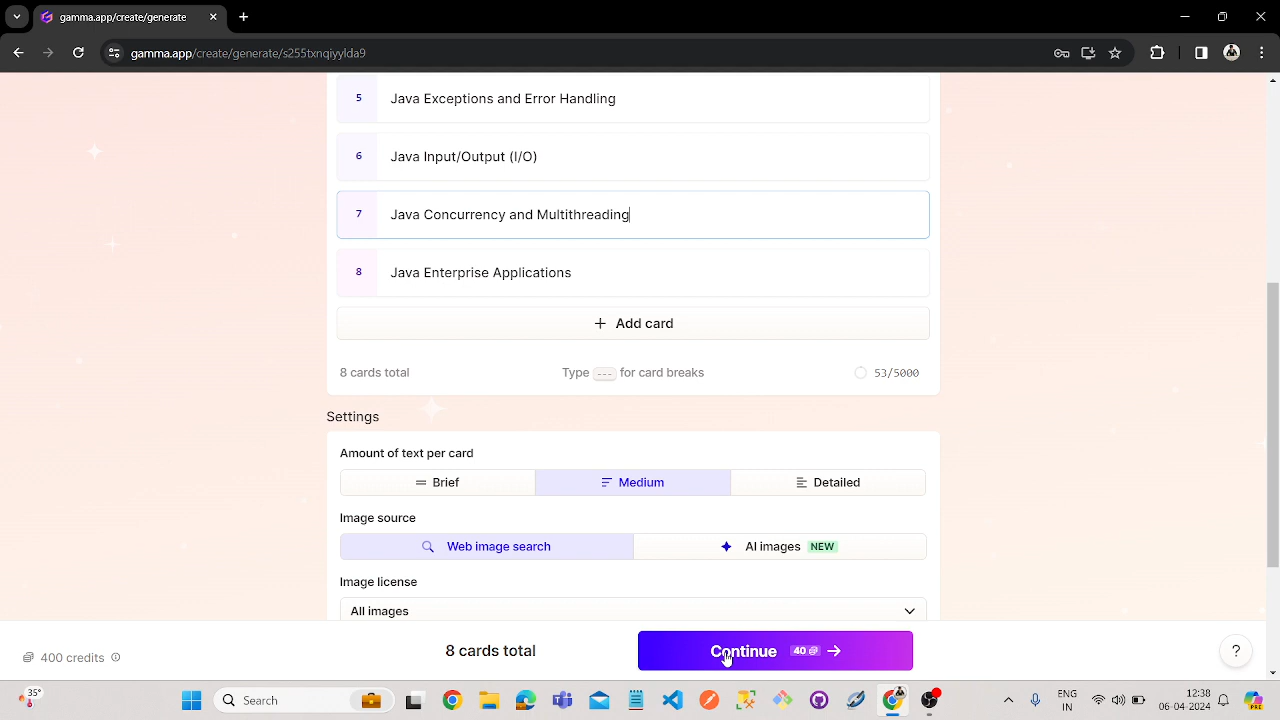 gamma.app/create/generate
gamma.app/create/generate/s255txnqjyylda9
5 Java Exceptions and Error Handling
6 Java Input/Output (I/O)
7 Java Concurrency and Multithreading
8 Java Enterprise Applications
+ Add card
8 cards total Type --- for card breaks 53/5000
Settings
Amount of text per card
Brief Medium Detailed
Image source
Web image search AI images NEW
Image license
All images
400 credits 8 cards total Continue 40 ?
35°
Search
ENG
IN
12:38
06-04-2024
PRE